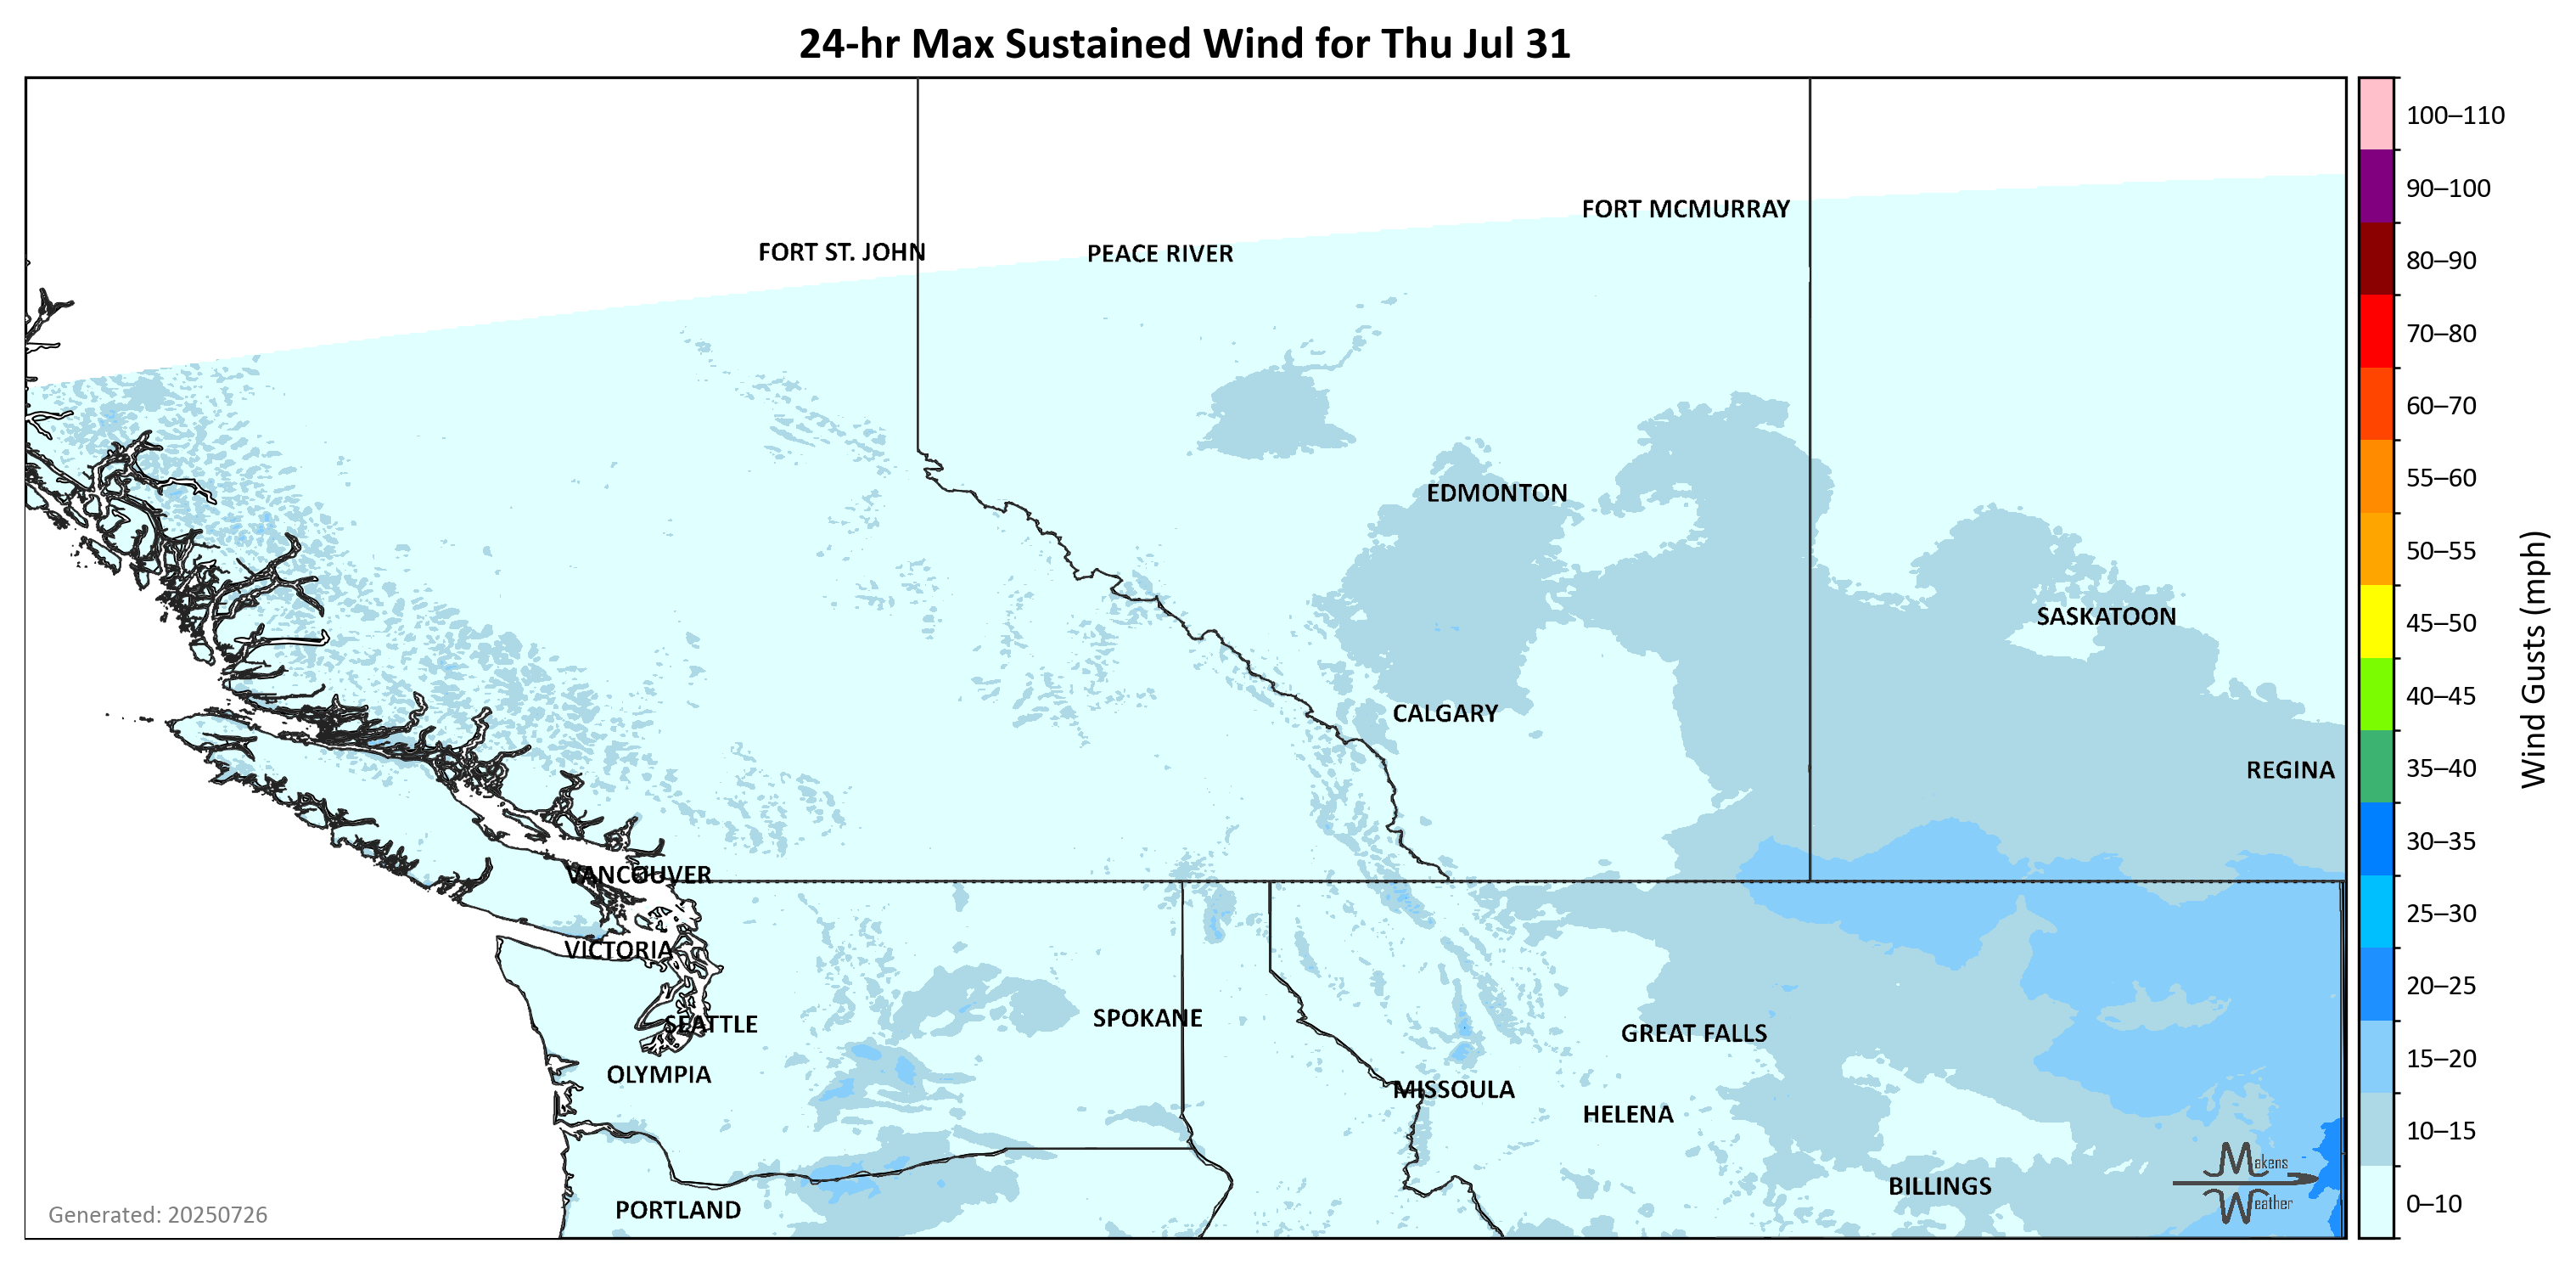 24-hr Max Sustained Wind for Thu Jul 31
100–110
90–100
80–90
70–80
60–70
55–60
50–55
45–50
40–45
35–40
30–35
25–30
20–25
15–20
10–15
0–10
Wind Gusts (mph)
FORT MCMURRAY
FORT ST. JOHN
PEACE RIVER
EDMONTON
SASKATOON
CALGARY
REGINA
VANCOUVER
VICTORIA
SEATTLE
SPOKANE
GREAT FALLS
OLYMPIA
MISSOULA
HELENA
BILLINGS
PORTLAND
Makens
Weather
Generated: 20250726